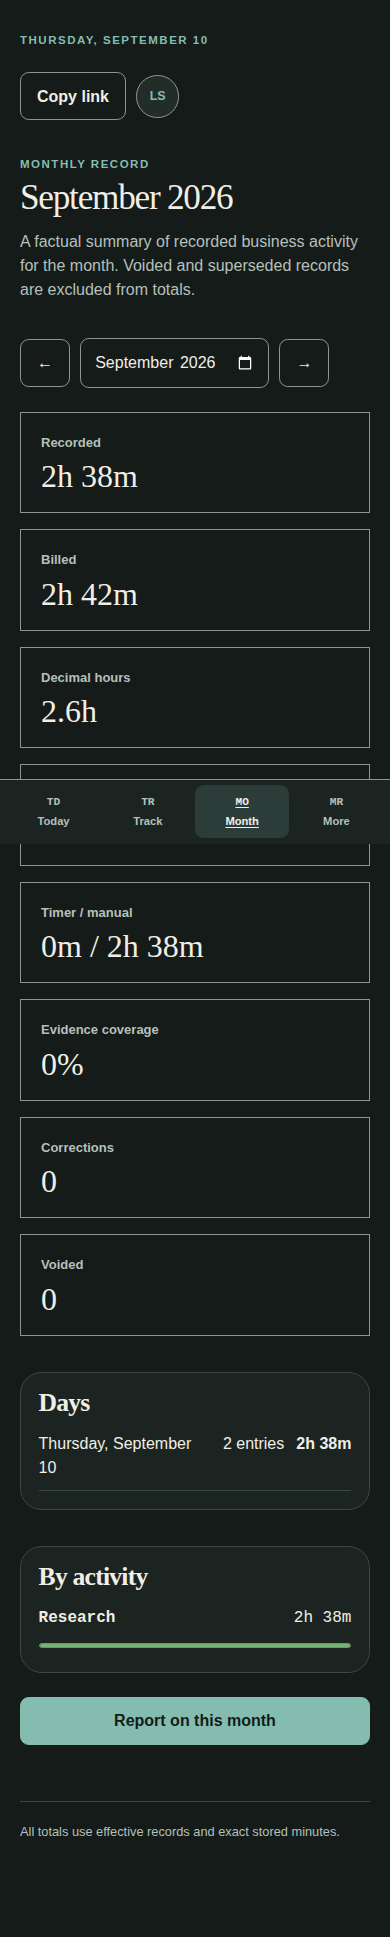 THURSDAY, SEPTEMBER 10
Copy link
LS
MONTHLY RECORD
September 2026
A factual summary of recorded business activity
for the month. Voided and superseded records
are excluded from totals.
←
September 2026
→
Recorded
2h 38m
Billed
2h 42m
Decimal hours
2.6h
TD
Today
TR
Track
MO
Month
MR
More
Timer / manual
0m / 2h 38m
Evidence coverage
0%
Corrections
0
Voided
0
Days
Thursday, September 10
2 entries 2h 38m
By activity
Research 2h 38m
Report on this month
All totals use effective records and exact stored minutes.